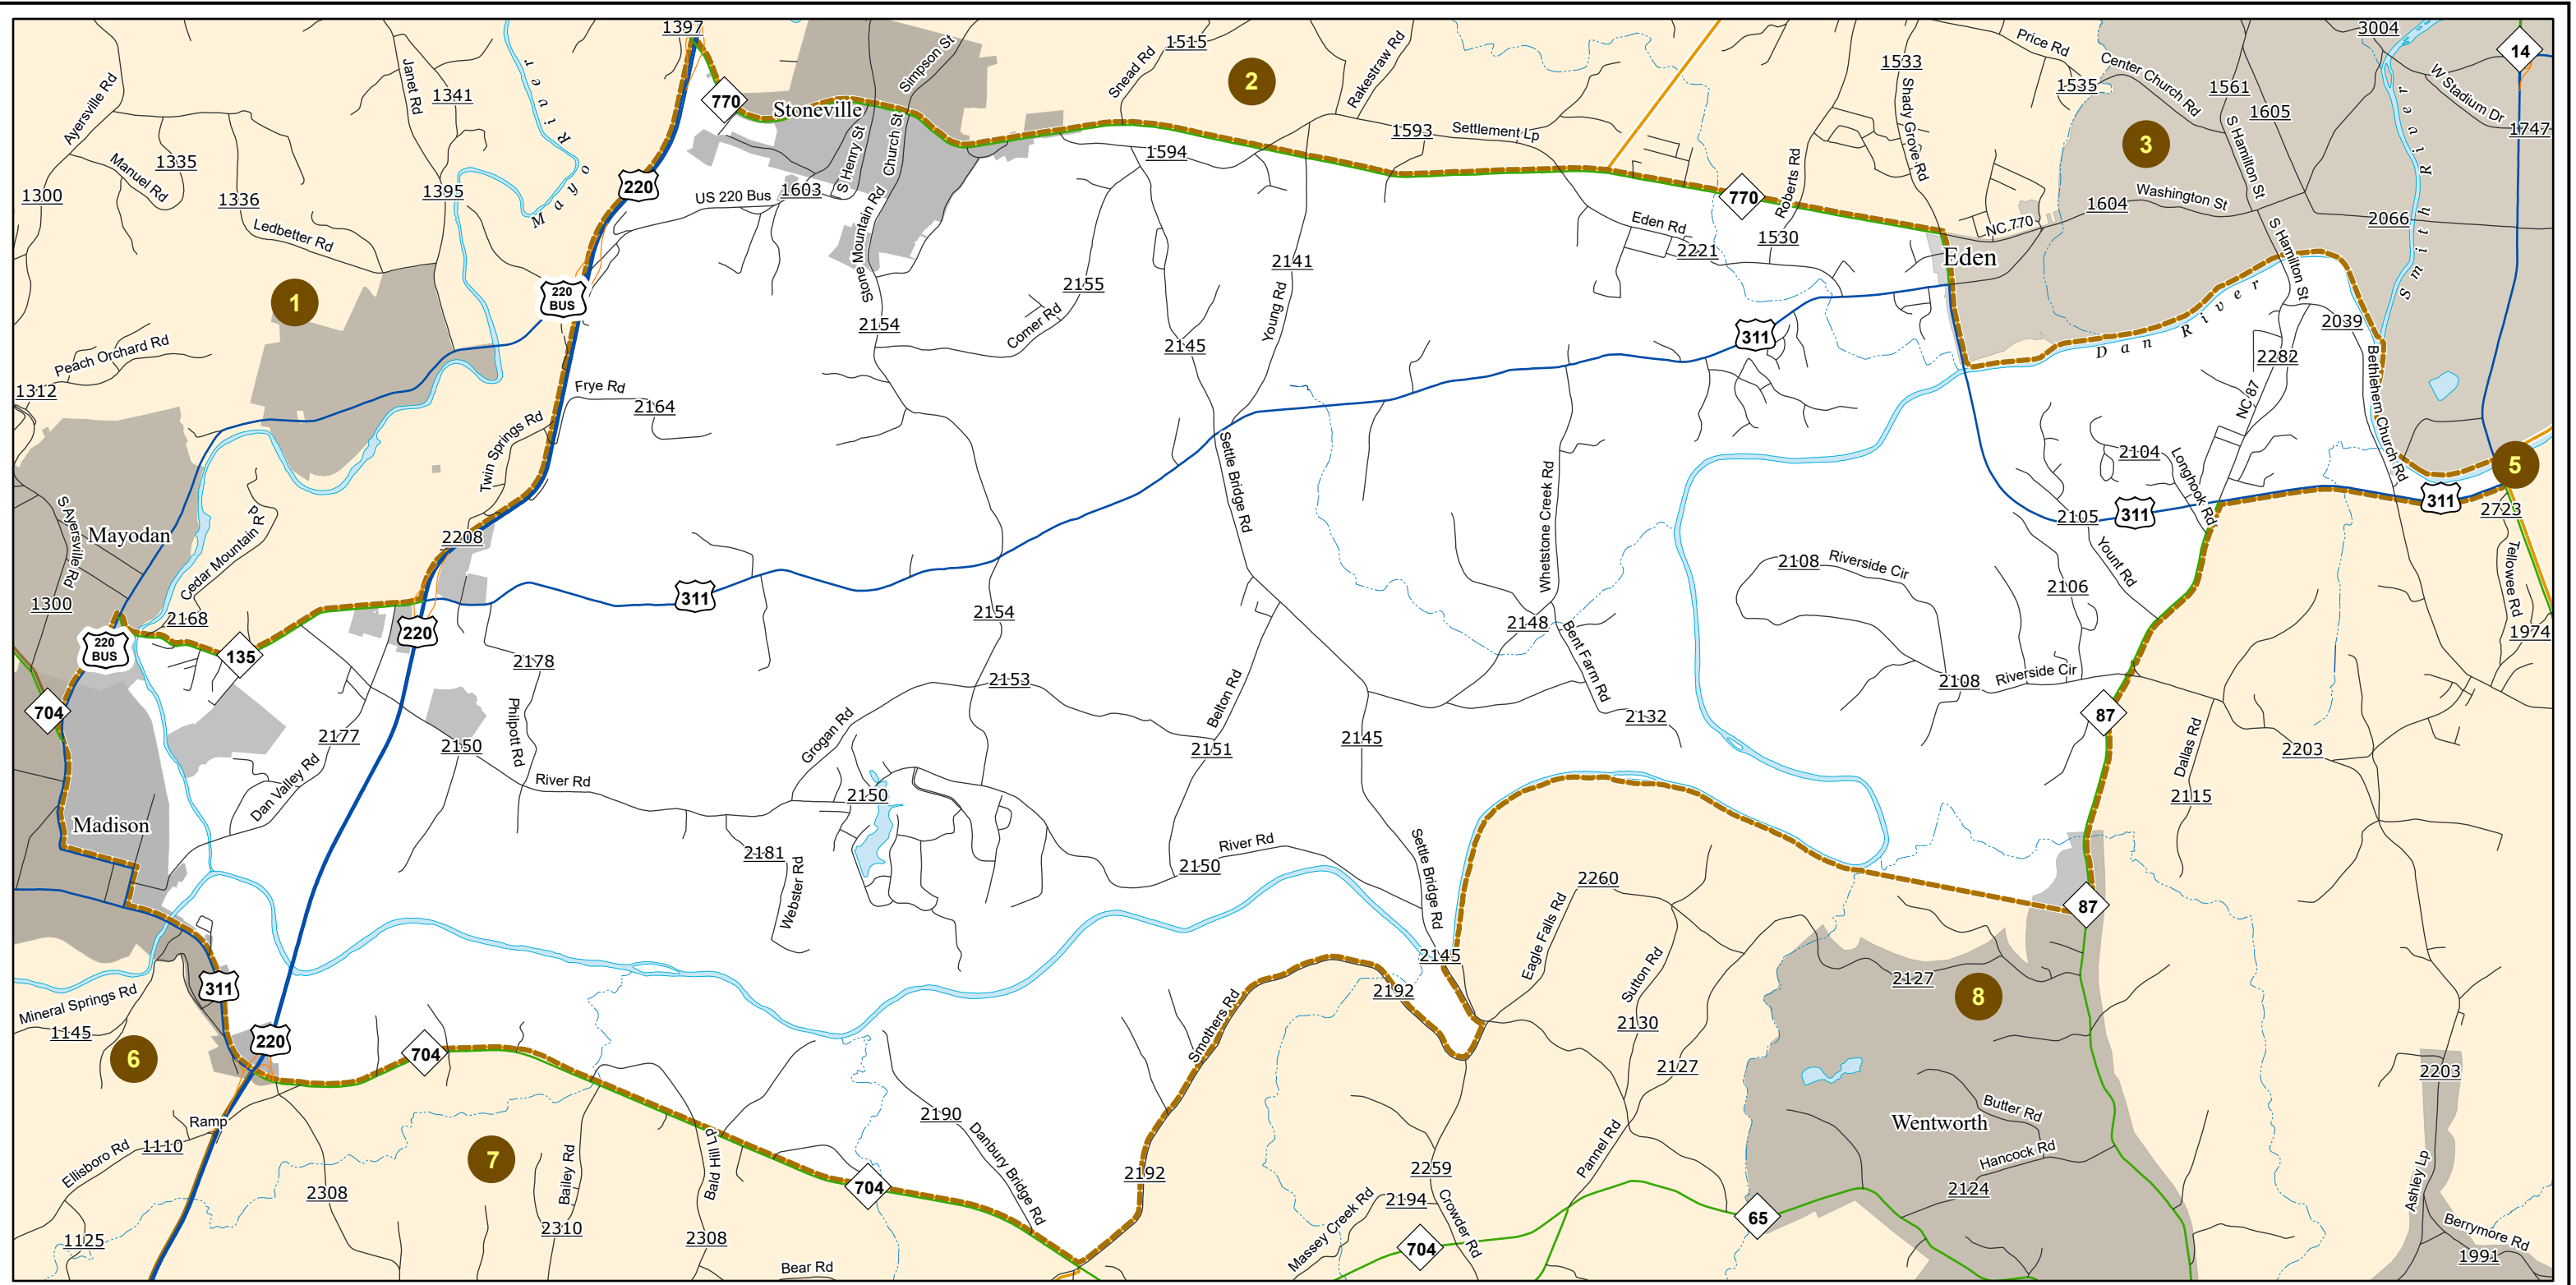 1397
Simpson St
1515
Snead Rd
2
Rakestraw Rd
1533
Price Rd
3004
14
Ayersville Rd
Janet Rd
1341
Mayo River
770
Stoneville
1535
Center Church Rd
1561
W Stadium Dr
1605
1747
Manuel Rd
1335
1395
220
S Henry St
Church St
1594
1593
Settlement Lp
Shady Grove Rd
3
S Hamilton St
Smith River
1300
1336
Ledbetter Rd
US 220 Bus
1603
Stone Mountain Rd
770
Roberts Rd
1604
Washington St
2066
Eden Rd
2221
1530
NC 770
Eden
S Hamilton St
1
220
BUS
2155
2141
Young Rd
Dan River
2154
Comer Rd
2145
311
2039
2282
Peach Orchard Rd
1312
Frye Rd
2164
Twin Springs Rd
NC 87
Bethlehem Church Rd
Settle Bridge Rd
Whetstone Creek Rd
2104
Longhook Rd
5
S Ayersville Rd
Mayodan
Cedar Mountain Rd
2208
2105
311
311
2723
Yount Rd
Tellowee Rd
2108
Riverside Cir
2106
1300
2168
311
2154
2148
Bent Farm Rd
1974
220
BUS
135
220
2178
2153
Belton Rd
2108
Riverside Cir
704
2177
2150
Philpott Rd
Grogan Rd
2151
2145
2132
87
Dallas Rd
2203
Dan Valley Rd
River Rd
2150
2115
Madison
2181
Webster Rd
2150
River Rd
Settle Bridge Rd
2260
87
311
Mineral Springs Rd
1145
2145
2192
Eagle Falls Rd
Sutton Rd
2127
8
6
220
704
Smothers Rd
2130
2127
2203
Ramp
1110
Ellisboro Rd
7
2190
Danbury Bridge Rd
Butter Rd
Wentworth
Hancock Rd
Bailey Rd
Bald Hill Lp
2192
2259
Pannel Rd
2308
704
Massey Creek Rd
2194
Crowder Rd
2124
Ashley Lp
1125
2310
2308
704
65
Berrymore Rd
1991
Bear Rd